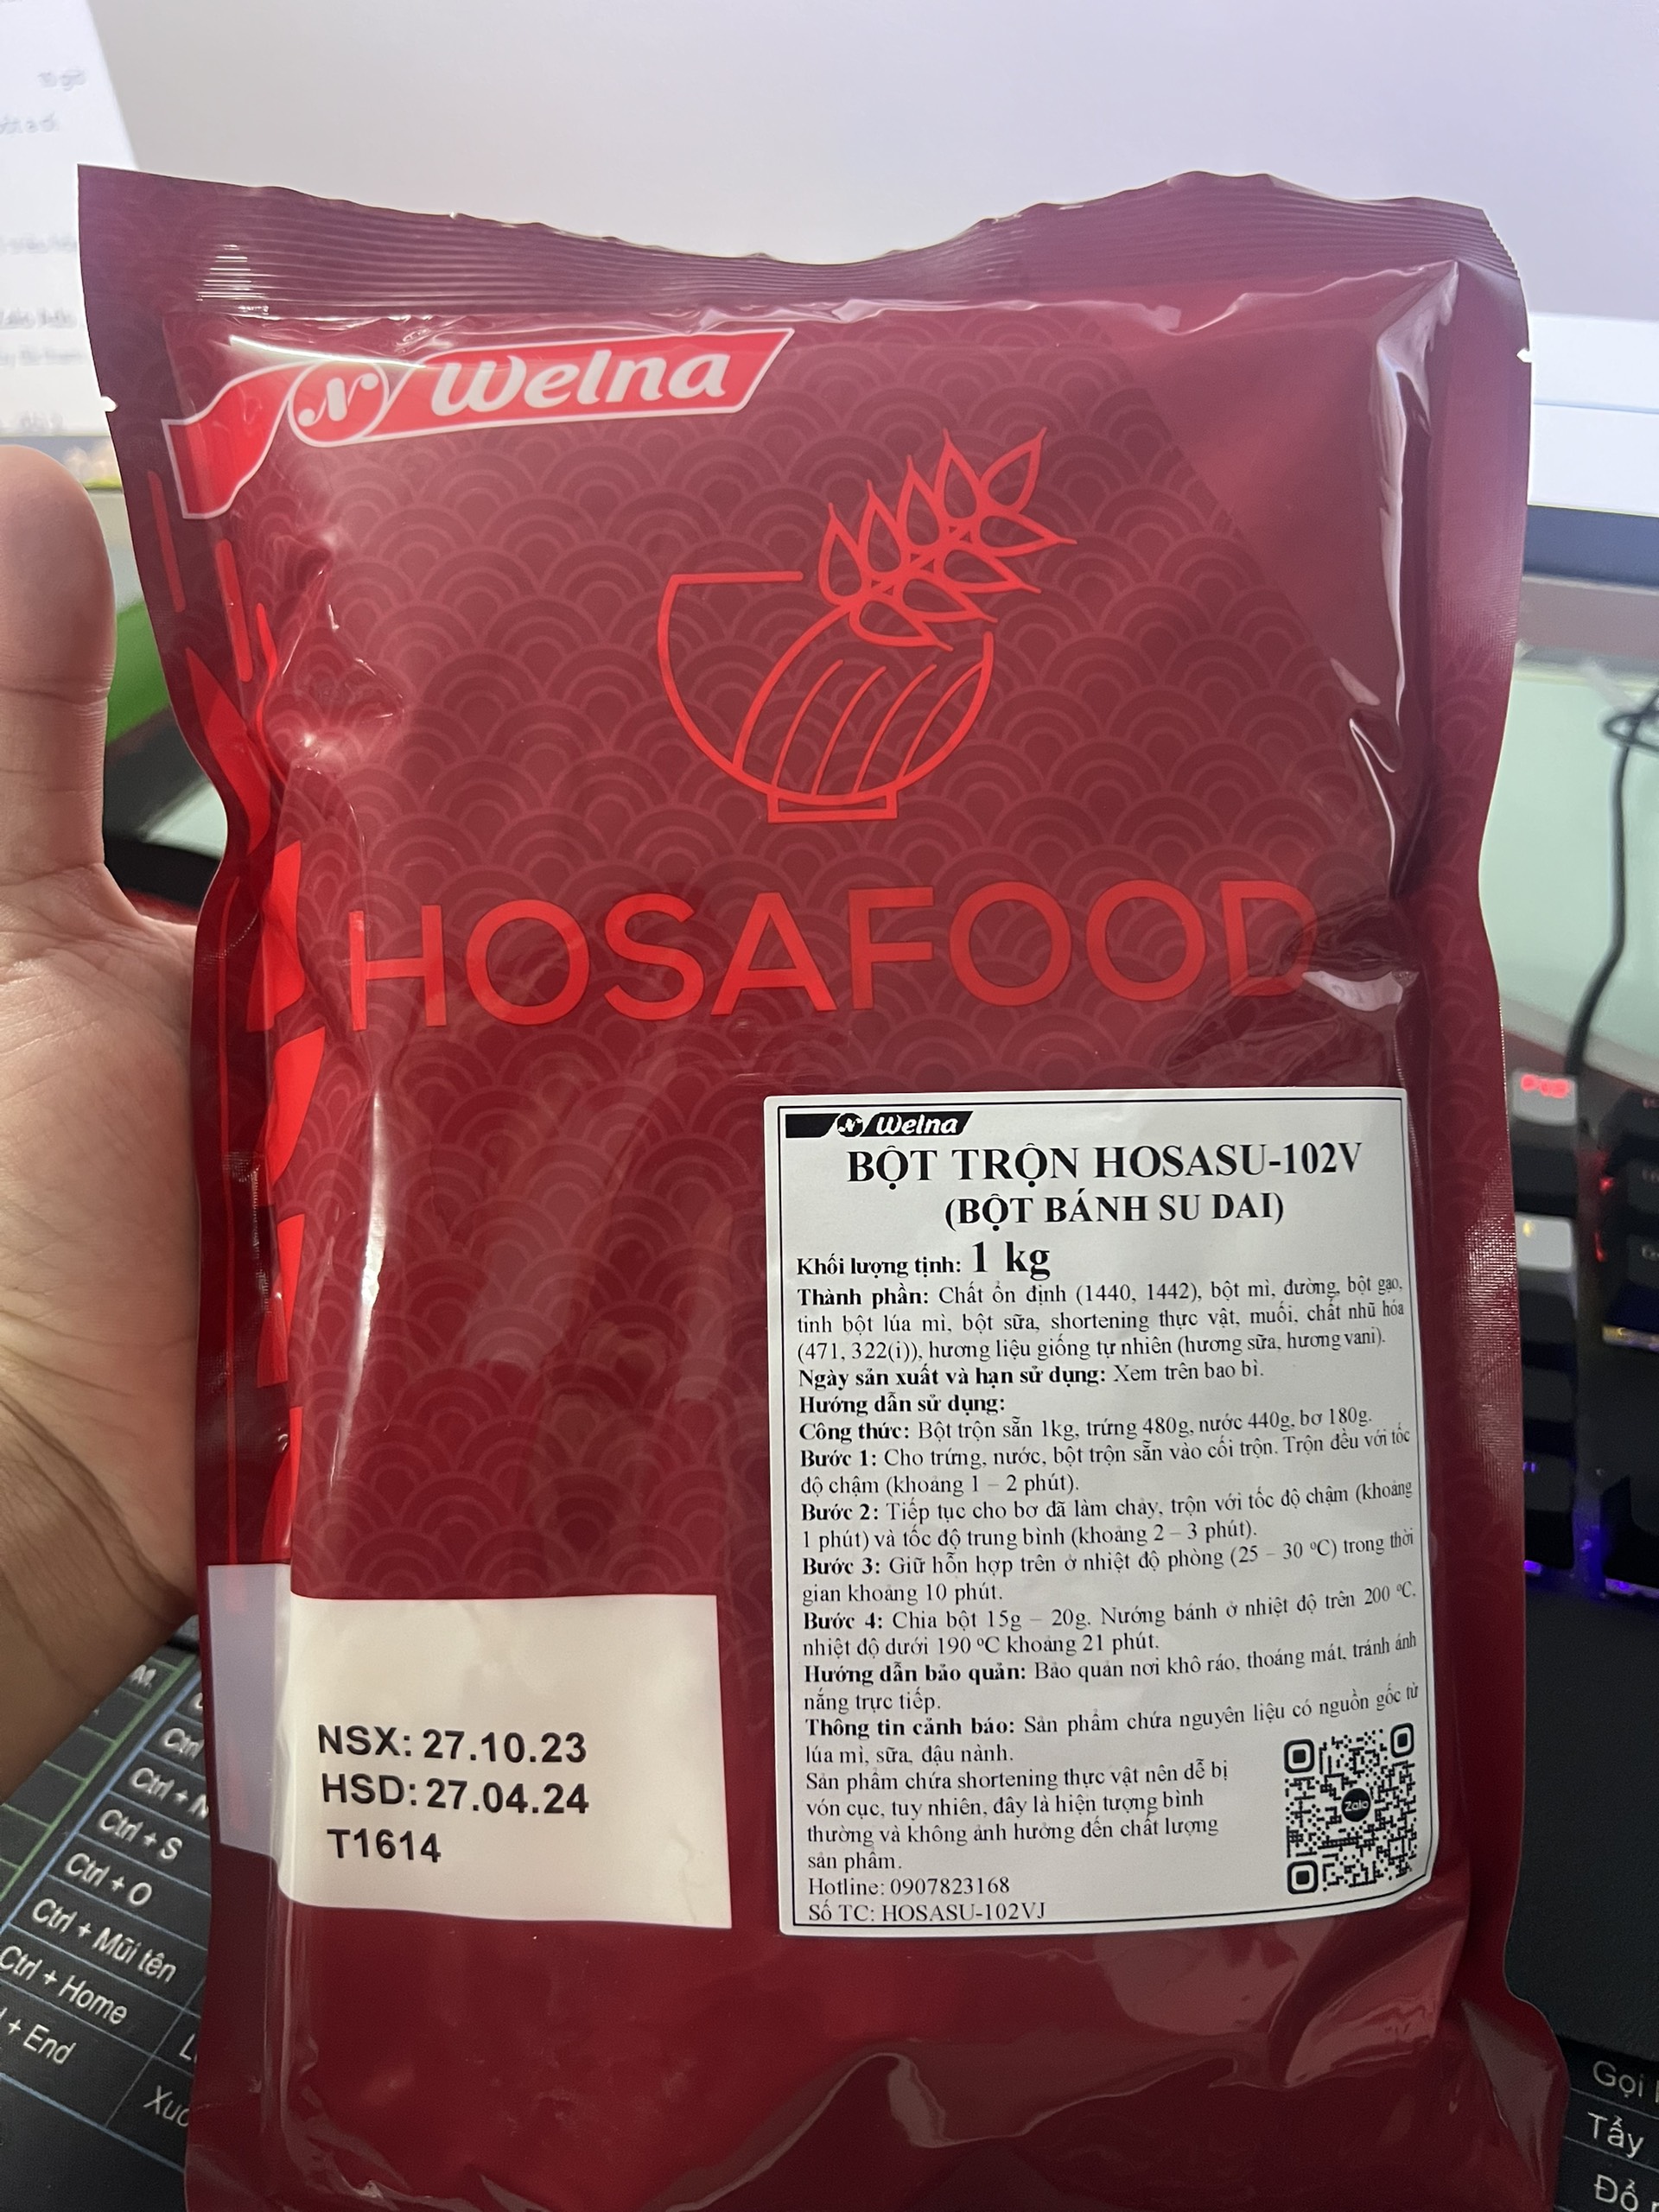 Welna
HOSAFOOD
Welna
BỘT TRỘN HOSASU-102V
(BỘT BÁNH SU DAI)
Khối lượng tịnh: 1 kg
Thành phần: Chất ổn định (1440, 1442), bột mì, đường, bột gạo,
tinh bột lúa mì, bột sữa, shortening thực vật, muối, chất nhũ hóa
(471, 322(i)), hương liệu giống tự nhiên (hương sữa, hương vani).
Ngày sản xuất và hạn sử dụng: Xem trên bao bì.
Hướng dẫn sử dụng:
Công thức: Bột trộn sẵn 1kg, trứng 480g, nước 440g, bơ 180g.
Bước 1: Cho trứng, nước, bột trộn sẵn vào cối trộn. Trộn đều với tốc
độ chậm (khoảng 1 – 2 phút).
Bước 2: Tiếp tục cho bơ đã làm chảy, trộn với tốc độ chậm (khoảng
1 phút) và tốc độ trung bình (khoảng 2 – 3 phút).
Bước 3: Giữ hỗn hợp trên ở nhiệt độ phòng (25 – 30 °C) trong thời
gian khoảng 10 phút.
Bước 4: Chia bột 15g – 20g. Nướng bánh ở nhiệt độ trên 200 °C,
nhiệt độ dưới 190 °C khoảng 21 phút.
Hướng dẫn bảo quản: Bảo quản nơi khô ráo, thoáng mát, tránh ánh
nắng trực tiếp.
Thông tin cảnh báo: Sản phẩm chứa nguyên liệu có nguồn gốc từ
lúa mì, sữa, đậu nành.
Sản phẩm chứa shortening thực vật nên dễ bị
vón cục, tuy nhiên, đây là hiện tượng bình
thường và không ảnh hưởng đến chất lượng
sản phẩm.
Hotline: 0907823168
Số TC: HOSASU-102VJ
Zalo
NSX: 27.10.23
HSD: 27.04.24
T1614
Ctrl + S
Ctrl + O
Ctrl + Mũi tên
Ctrl + Home
+ End
Gọi
Tẩy